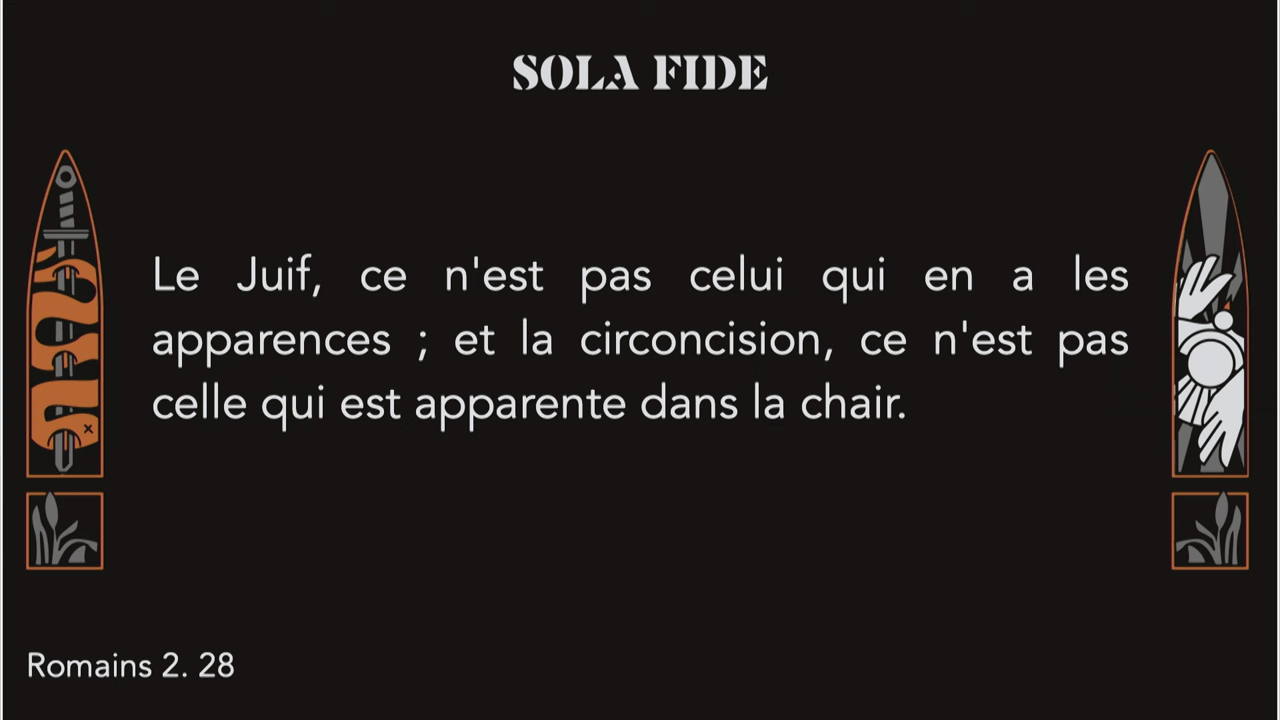 SOLA FIDE
Le Juif, ce n'est pas celui qui en a les
apparences ; et la circoncision, ce n'est pas
celle qui est apparente dans la chair.
Romains 2. 28